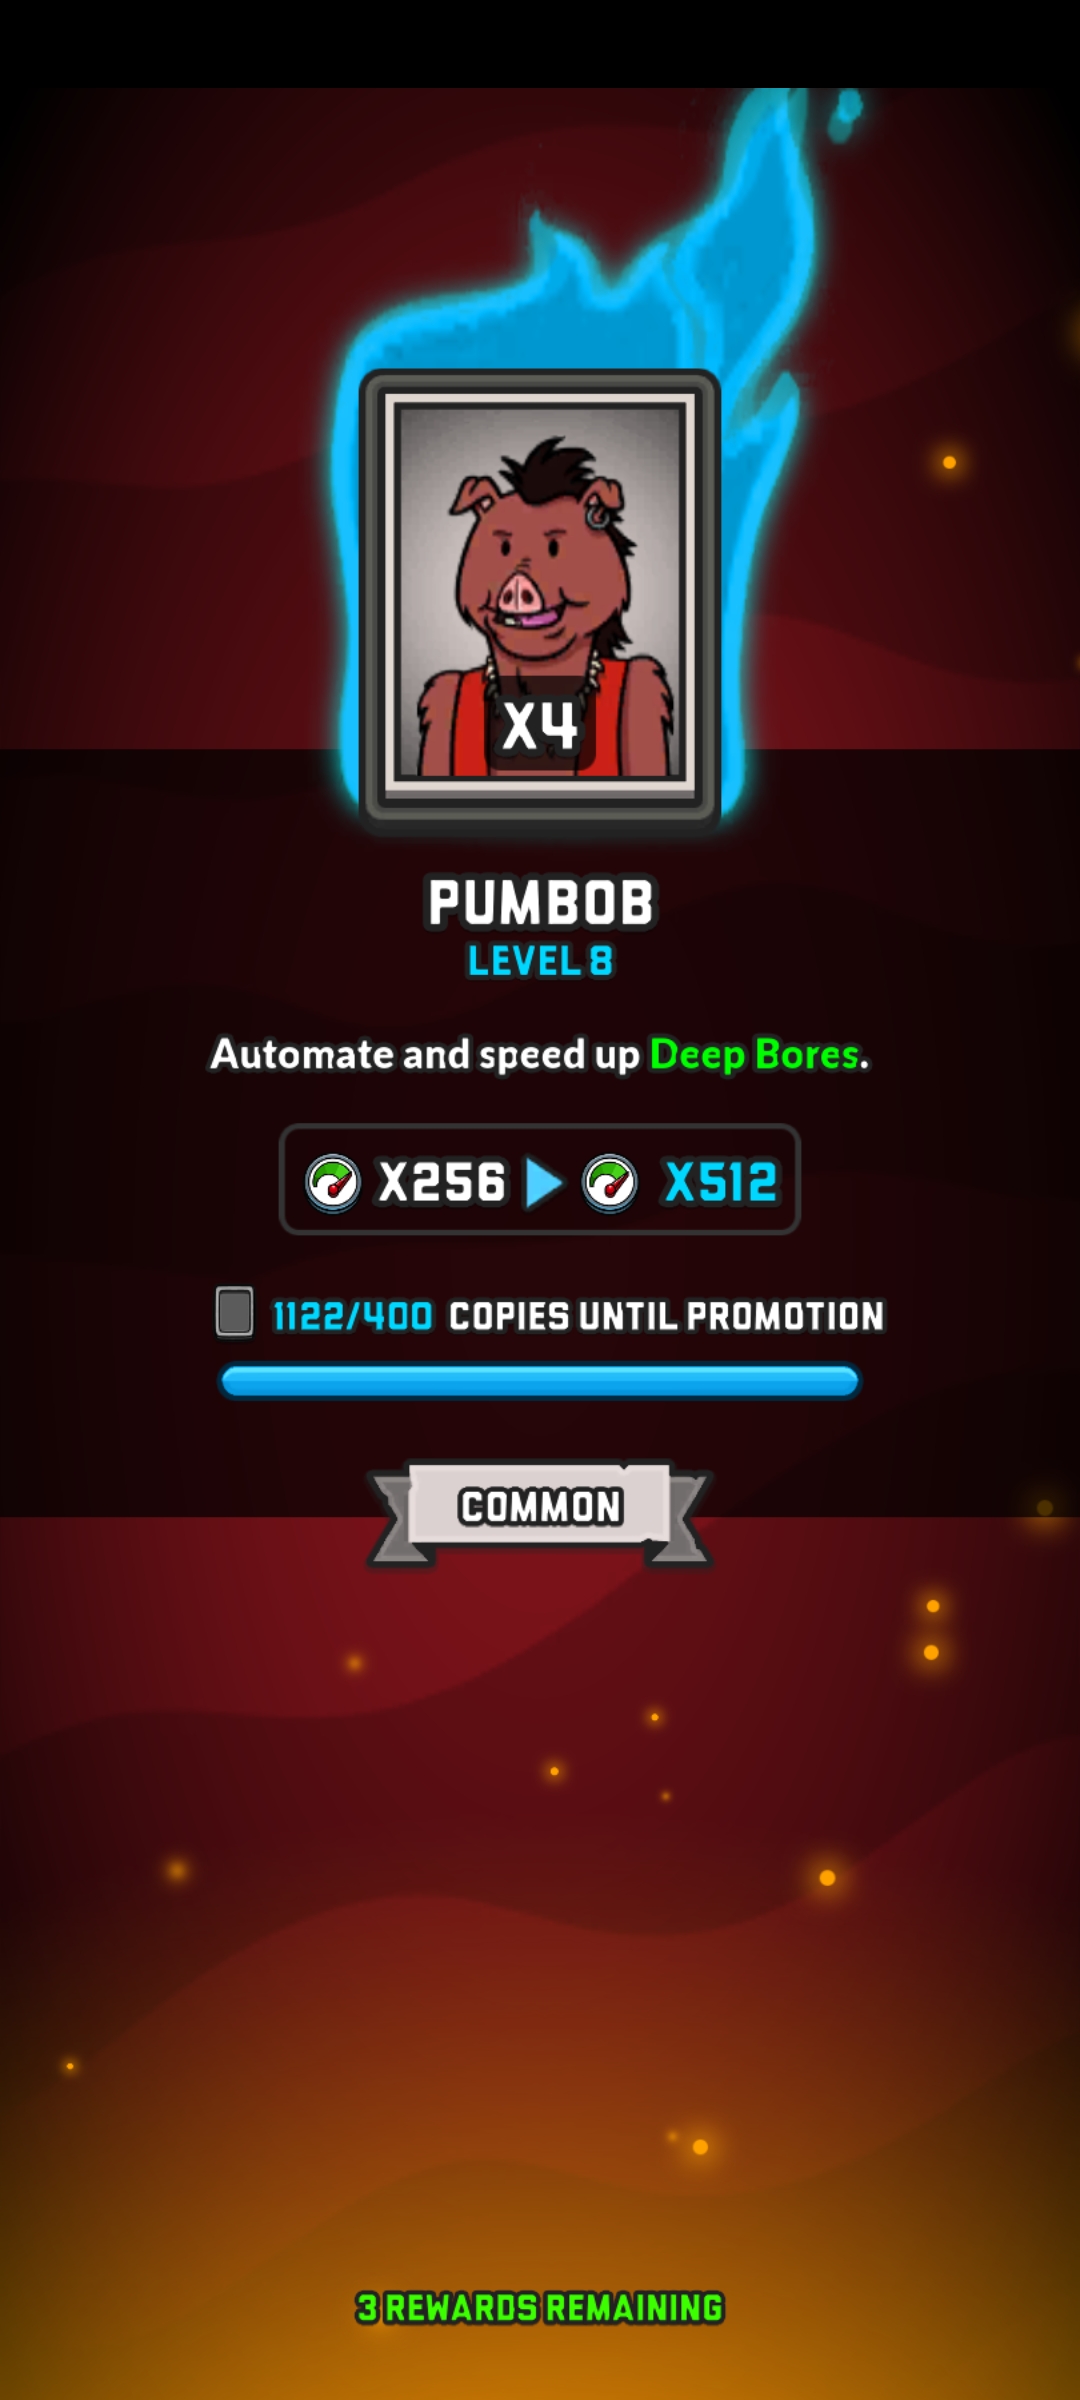 X4
PUMBOB
LEVEL 8
Automate and speed up Deep Bores.
X256 X512
1122/400 COPIES UNTIL PROMOTION
COMMON
3 REWARDS REMAINING